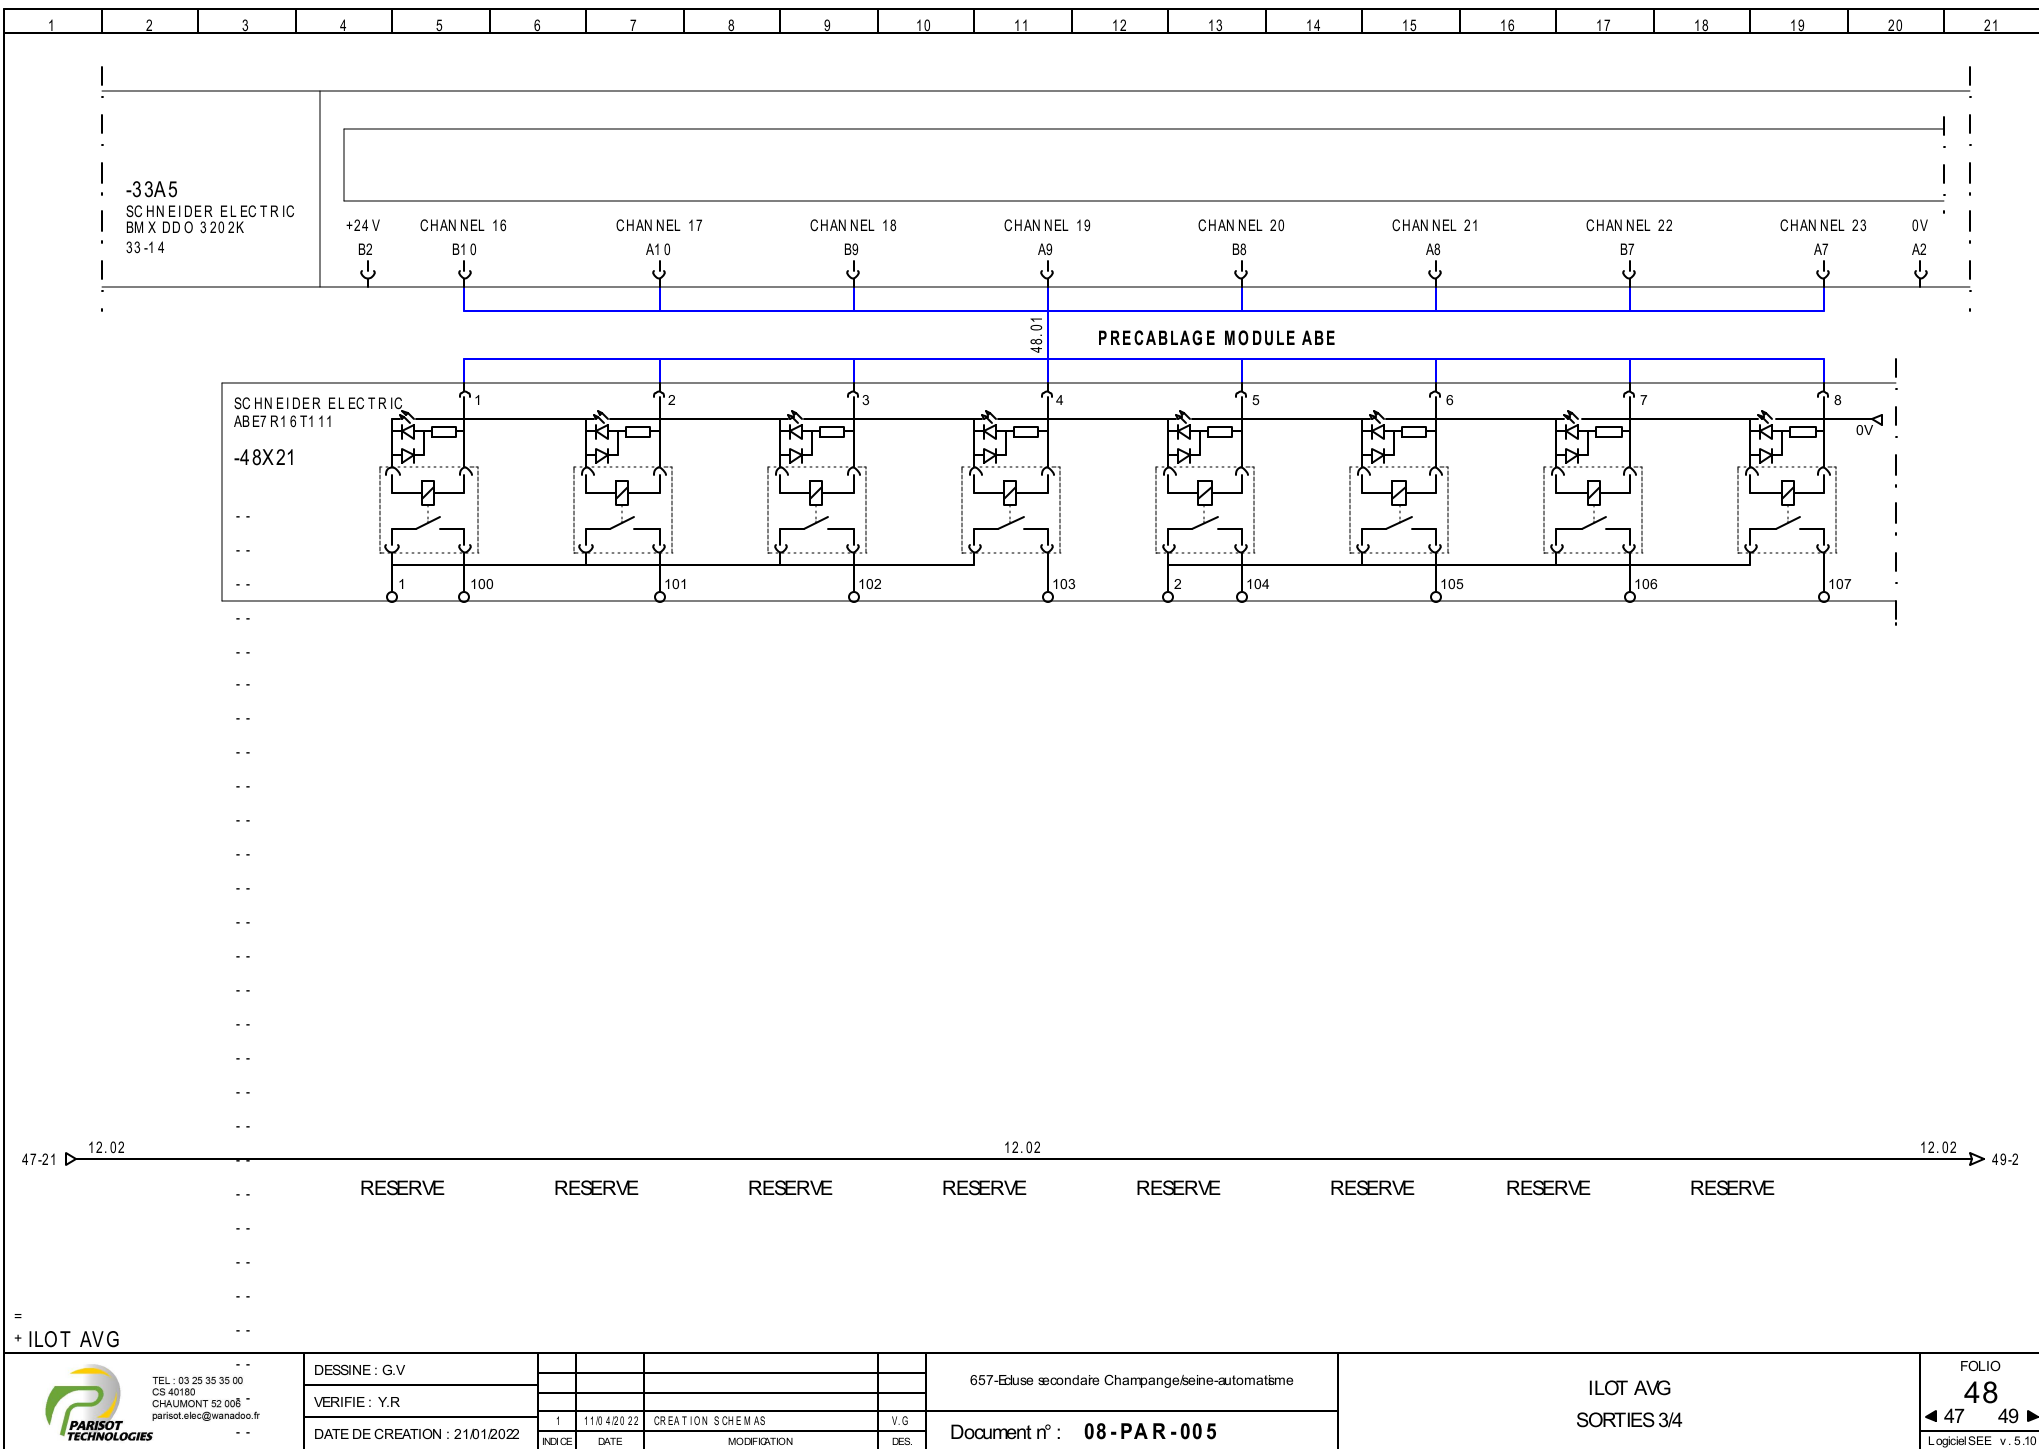 1 2 3 4 5 6 7 8 9 10 11 12 13 14 15 16 17 18 19 20 21
-33A5
SCHNEIDER ELECTRIC
BMX DDO 3202K
33-14
+24V CHANNEL 16 CHANNEL 17 CHANNEL 18 CHANNEL 19 CHANNEL 20 CHANNEL 21 CHANNEL 22 CHANNEL 23 0V
B2 B10 A10 B9 A9 B8 A8 B7 A7 A2
48.01
PRECABLAGE MODULE ABE
SCHNEIDER ELECTRIC
ABE7R16T111
-48X21
1 2 3 4 5 6 7 8
0V
1 100 101 102 103 2 104 105 106 107
47-21 12.02 12.02 12.02 49-2
RESERVE RESERVE RESERVE RESERVE RESERVE RESERVE RESERVE RESERVE
=
+ ILOT AVG
PARISOT
TECHNOLOGIES
TEL : 03 25 35 35 00
CS 40180
CHAUMONT 52 006
parisot.elec@wanadoo.fr
DESSINE : G.V
VERIFIE : Y.R
DATE DE CREATION : 21/01/2022
1 11/04/2022 CREATION SCHEMAS V.G
INDICE DATE MODIFICATION DES.
657-Ecluse secondaire Champange/seine-automatisme
Document n° : 08-PAR-005
ILOT AVG
SORTIES 3/4
FOLIO
48
47 49
Logiciel SEE v. 5.10